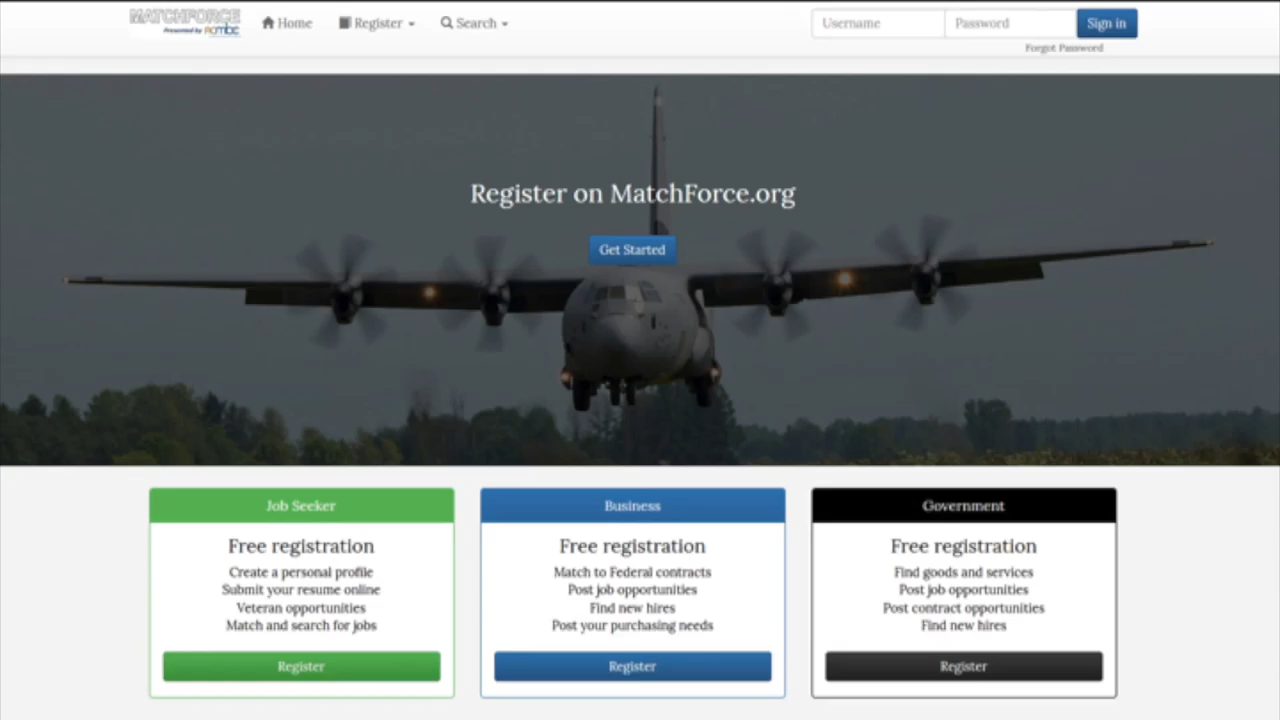 MATCHFORCE
Presented by
Home
Register
Search
Username
Password
Sign in
Forgot Password
Register on MatchForce.org
Get Started
Job Seeker
Free registration
Create a personal profile
Submit your resume online
Veteran opportunities
Match and search for jobs
Register
Business
Free registration
Match to Federal contracts
Post job opportunities
Find new hires
Post your purchasing needs
Register
Government
Free registration
Find goods and services
Post job opportunities
Post contract opportunities
Find new hires
Register